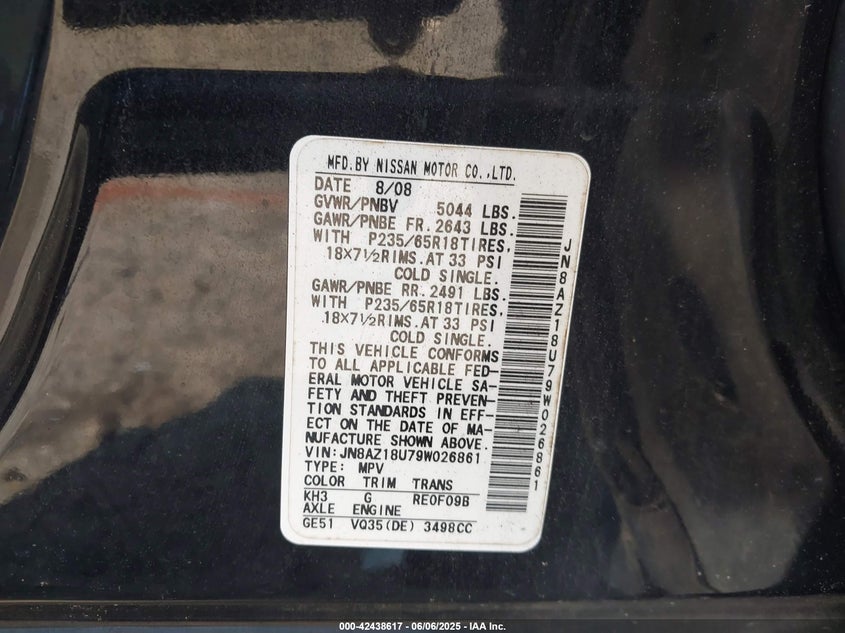 MFD.BY NISSAN MOTOR CO.,LTD.
DATE 8/08
GVWR/PNBV 5044 LBS.
GAWR/PNBE FR. 2643 LBS.
WITH P235/65R18TIRES,
18×7½RIMS.AT 33 PSI
COLD SINGLE.
GAWR/PNBE RR. 2491 LBS.
WITH P235/65R18TIRES,
18×7½RIMS.AT 33 PSI
COLD SINGLE.
THIS VEHICLE CONFORMS
TO ALL APPLICABLE FED-
ERAL MOTOR VEHICLE SA-
FETY AND THEFT PREVEN-
TION STANDARDS IN EFF-
ECT ON THE DATE OF MA-
NUFACTURE SHOWN ABOVE.
VIN:JN8AZ18U79W026861
TYPE: MPV
COLOR TRIM TRANS
KH3 G RE0F09B
AXLE ENGINE
GE51 VQ35(DE) 3498CC
JN8AZ18U79W026861
000-42438617 - 06/06/2025 - IAA Inc.